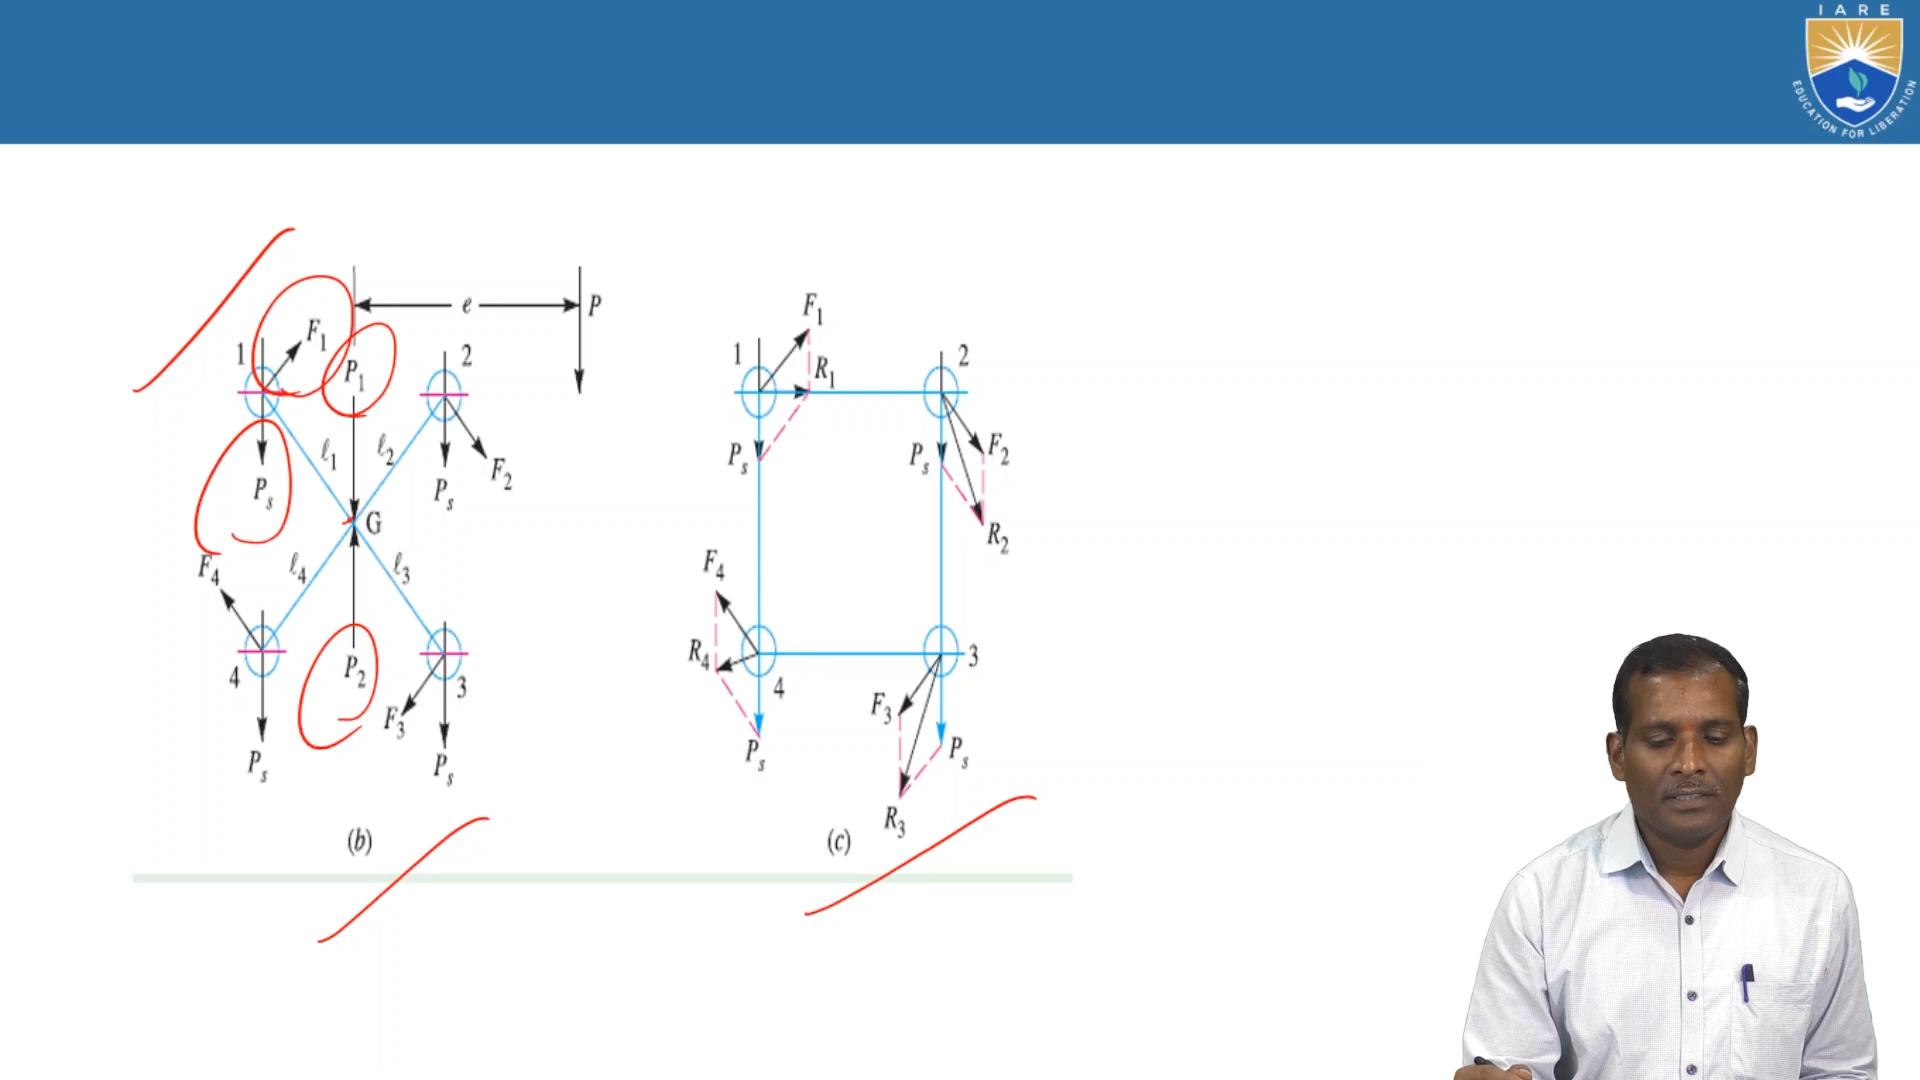 IARE
EDUCATION FOR LIBERATION
e
P
1
F₁
P₁
2
ℓ₁
ℓ₂
Pₛ
Pₛ
F₂
G
F₄
ℓ₄
ℓ₃
4
P₂
F₃
3
Pₛ
Pₛ
(b)
F₁
1
R₁
2
Pₛ
Pₛ
F₂
R₂
F₄
R₄
3
4
F₃
Pₛ
Pₛ
R₃
(c)